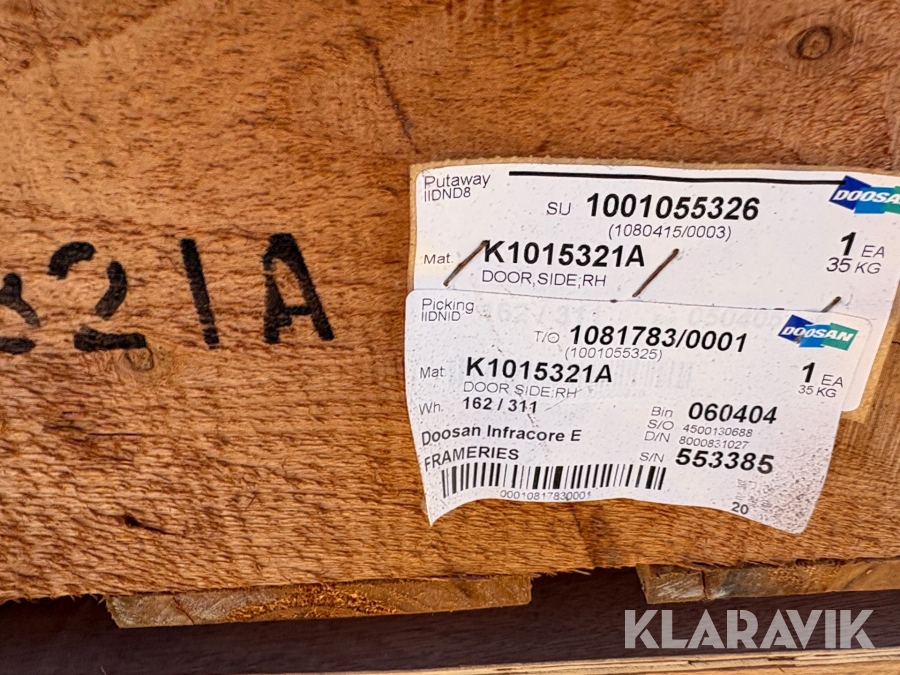 321A
Putaway
IIDND8
SU 1001055326
(1080415/0003)
DOOSAN
Mat. K1015321A
DOOR,SIDE;RH
1 EA
35 KG
Picking
IIDNID
T/O 1081783/0001
(1001055325)
DOOSAN
Mat. K1015321A
DOOR,SIDE;RH
1 EA
35 KG
Wh. 162 / 311
Bin 060404
S/O 4500130688
D/N 8000831027
Doosan Infracore E
FRAMERIES
S/N 553385
00010817830001
20
KLARAVIK